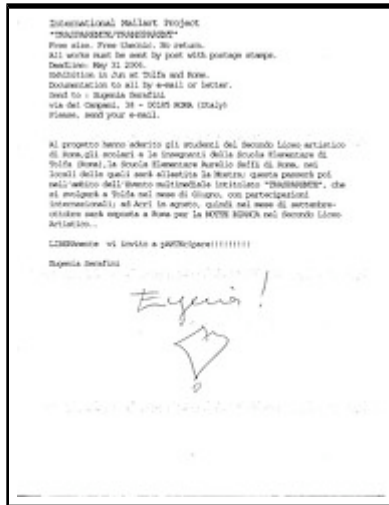 International Mailart Project
"TRASPARENTE/TRANSPARENT"
Free size. Free technic. No return.
All works must be sent by post with postage stamps.
Deadline: May 31 2006.
Exhibition in Jun at Tolfa and Rome.
Documentation to all by e-mail or letter.
Send to : Eugenia Serafini
via dei Campani, 38 - 00185 ROMA (Italy)
Please, send your e-mail.
Al progetto hanno aderito gli studenti del Secondo Liceo artistico
di Roma, gli scolari e le insegnanti della Scuola Elementare di
Tolfa (Roma), la Scuola Elementare Aurelio Saffi di Roma, nei
locali delle quali sarà allestita la Mostra; questa passerà poi
nell'ambito dell'Evento multimediale intitolato "TRASPARENTE", che
si svolgerà a Tolfa nel mese di Giugno, con partecipazioni
internazionali; ad Acri in agosto, quindi nel mese di settembre-
ottobre sarà esposta a Roma per la NOTTE BIANCA nel Secondo Liceo
Artistico..
LIBERAmente vi invito a pARTEcipare!!!!!!!!!
Eugenia Serafini
Eugenia !